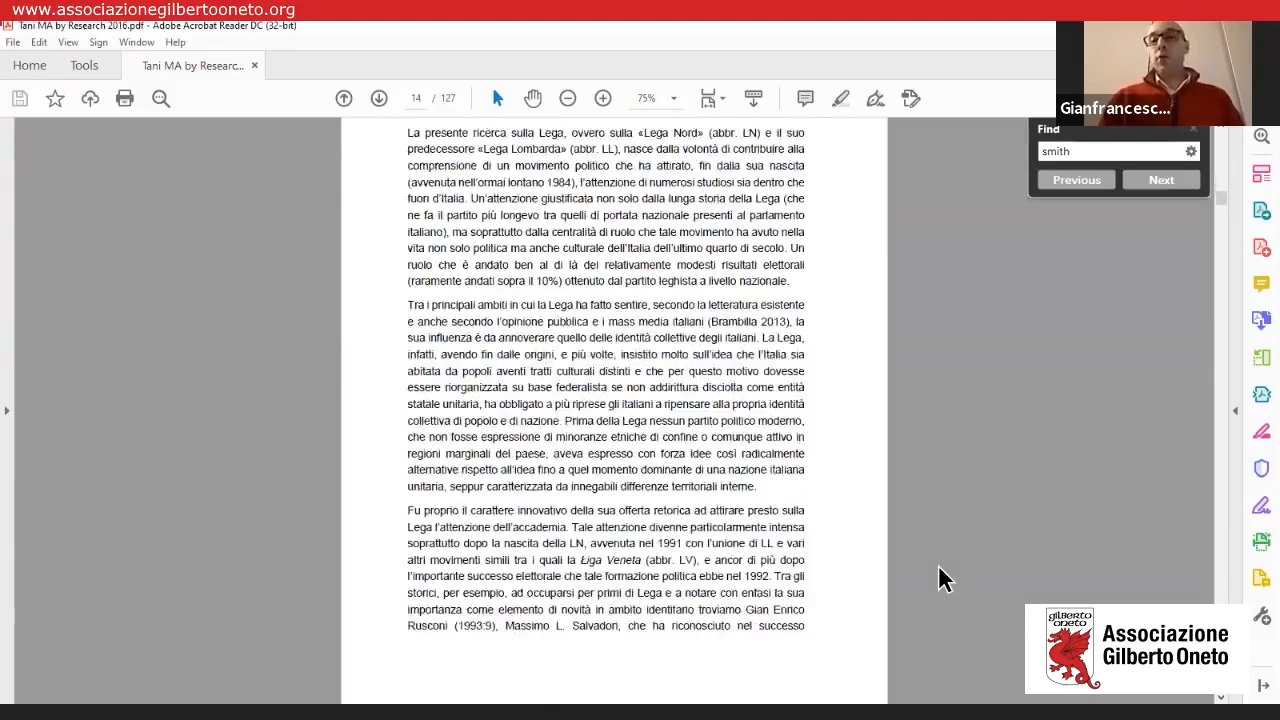 www.associazionegilbertooneto.org
Tani MA by Research 2016.pdf - Adobe Acrobat Reader DC (32-bit)
File Edit View Sign Window Help
Home Tools Tani MA by Researc... ×
14 / 127 75%
Gianfrancesc...
Find
smith
Previous Next
La presente ricerca sulla Lega, ovvero sulla «Lega Nord» (abbr. LN) e il suo
predecessore «Lega Lombarda» (abbr. LL), nasce dalla volontà di contribuire alla
comprensione di un movimento politico che ha attirato, fin dalla sua nascita
(avvenuta nell'ormai lontano 1984), l'attenzione di numerosi studiosi sia dentro che
fuori d'Italia. Un'attenzione giustificata non solo dalla lunga storia della Lega (che
ne fa il partito più longevo tra quelli di portata nazionale presenti al parlamento
italiano), ma soprattutto dalla centralità di ruolo che tale movimento ha avuto nella
vita non solo politica ma anche culturale dell'Italia dell'ultimo quarto di secolo. Un
ruolo che è andato ben al di là dei relativamente modesti risultati elettorali
(raramente andati sopra il 10%) ottenuto dal partito leghista a livello nazionale.
Tra i principali ambiti in cui la Lega ha fatto sentire, secondo la letteratura esistente
e anche secondo l'opinione pubblica e i mass media italiani (Brambilla 2013), la
sua influenza è da annoverare quello delle identità collettive degli italiani. La Lega,
infatti, avendo fin dalle origini, e più volte, insistito molto sull'idea che l'Italia sia
abitata da popoli aventi tratti culturali distinti e che per questo motivo dovesse
essere riorganizzata su base federalista se non addirittura disciolta come entità
statale unitaria, ha obbligato a più riprese gli italiani a ripensare alla propria identità
collettiva di popolo e di nazione. Prima della Lega nessun partito politico moderno,
che non fosse espressione di minoranze etniche di confine o comunque attivo in
regioni marginali del paese, aveva espresso con forza idee così radicalmente
alternative rispetto all'idea fino a quel momento dominante di una nazione italiana
unitaria, seppur caratterizzata da innegabili differenze territoriali interne.
Fu proprio il carattere innovativo della sua offerta retorica ad attirare presto sulla
Lega l'attenzione dell'accademia. Tale attenzione divenne particolarmente intensa
soprattutto dopo la nascita della LN, avvenuta nel 1991 con l'unione di LL e vari
altri movimenti simili tra i quali la Łiga Veneta (abbr. LV), e ancor di più dopo
l'importante successo elettorale che tale formazione politica ebbe nel 1992. Tra gli
storici, per esempio, ad occuparsi per primi di Lega e a notare con enfasi la sua
importanza come elemento di novità in ambito identitario troviamo Gian Enrico
Rusconi (1993:9), Massimo L. Salvadori, che ha riconosciuto nel successo
gilberto
oneto
Associazione
Gilberto Oneto